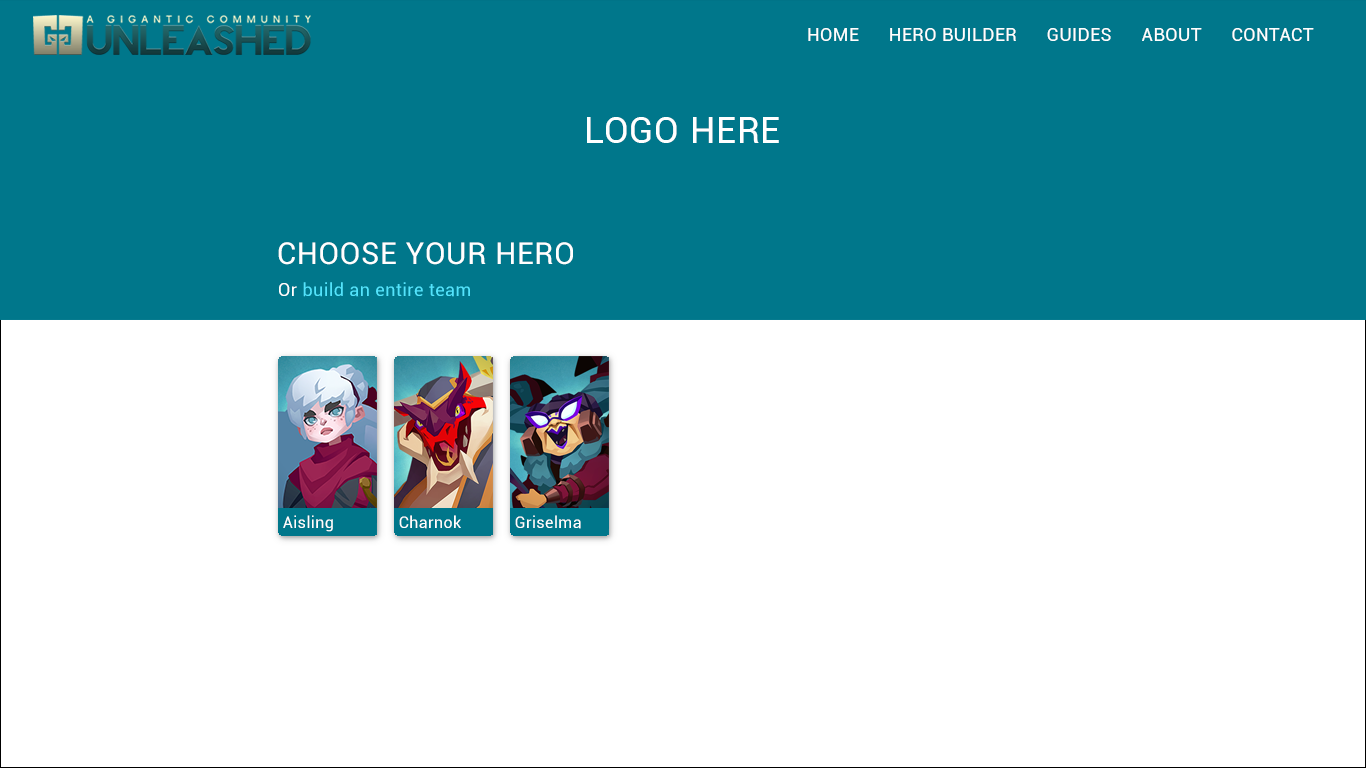 A GIGANTIC COMMUNITY
UNLEASHED
HOME HERO BUILDER GUIDES ABOUT CONTACT
LOGO HERE
CHOOSE YOUR HERO
Or build an entire team
Aisling Charnok Griselma